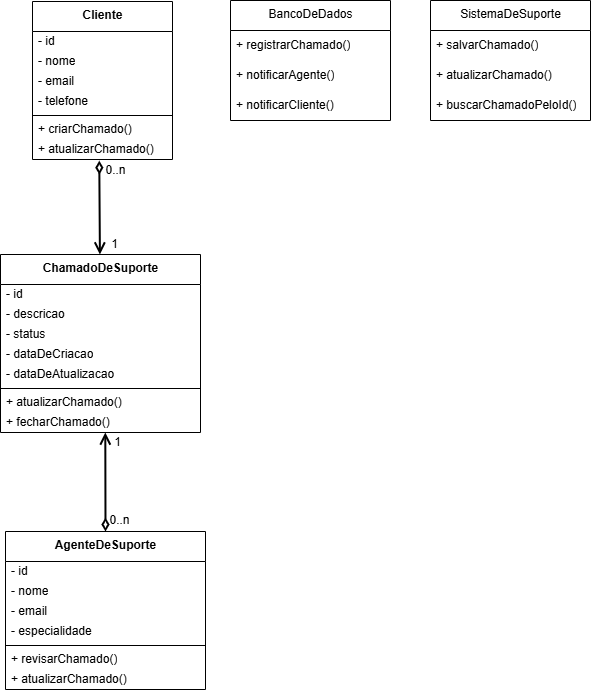 Cliente
- id
- nome
- email
- telefone
+ criarChamado()
+ atualizarChamado()
BancoDeDados
+ registrarChamado()
+ notificarAgente()
+ notificarCliente()
SistemaDeSuporte
+ salvarChamado()
+ atualizarChamado()
+ buscarChamadoPeloId()
0..n
1
ChamadoDeSuporte
- id
- descricao
- status
- dataDeCriacao
- dataDeAtualizacao
+ atualizarChamado()
+ fecharChamado()
1
0..n
AgenteDeSuporte
- id
- nome
- email
- especialidade
+ revisarChamado()
+ atualizarChamado()